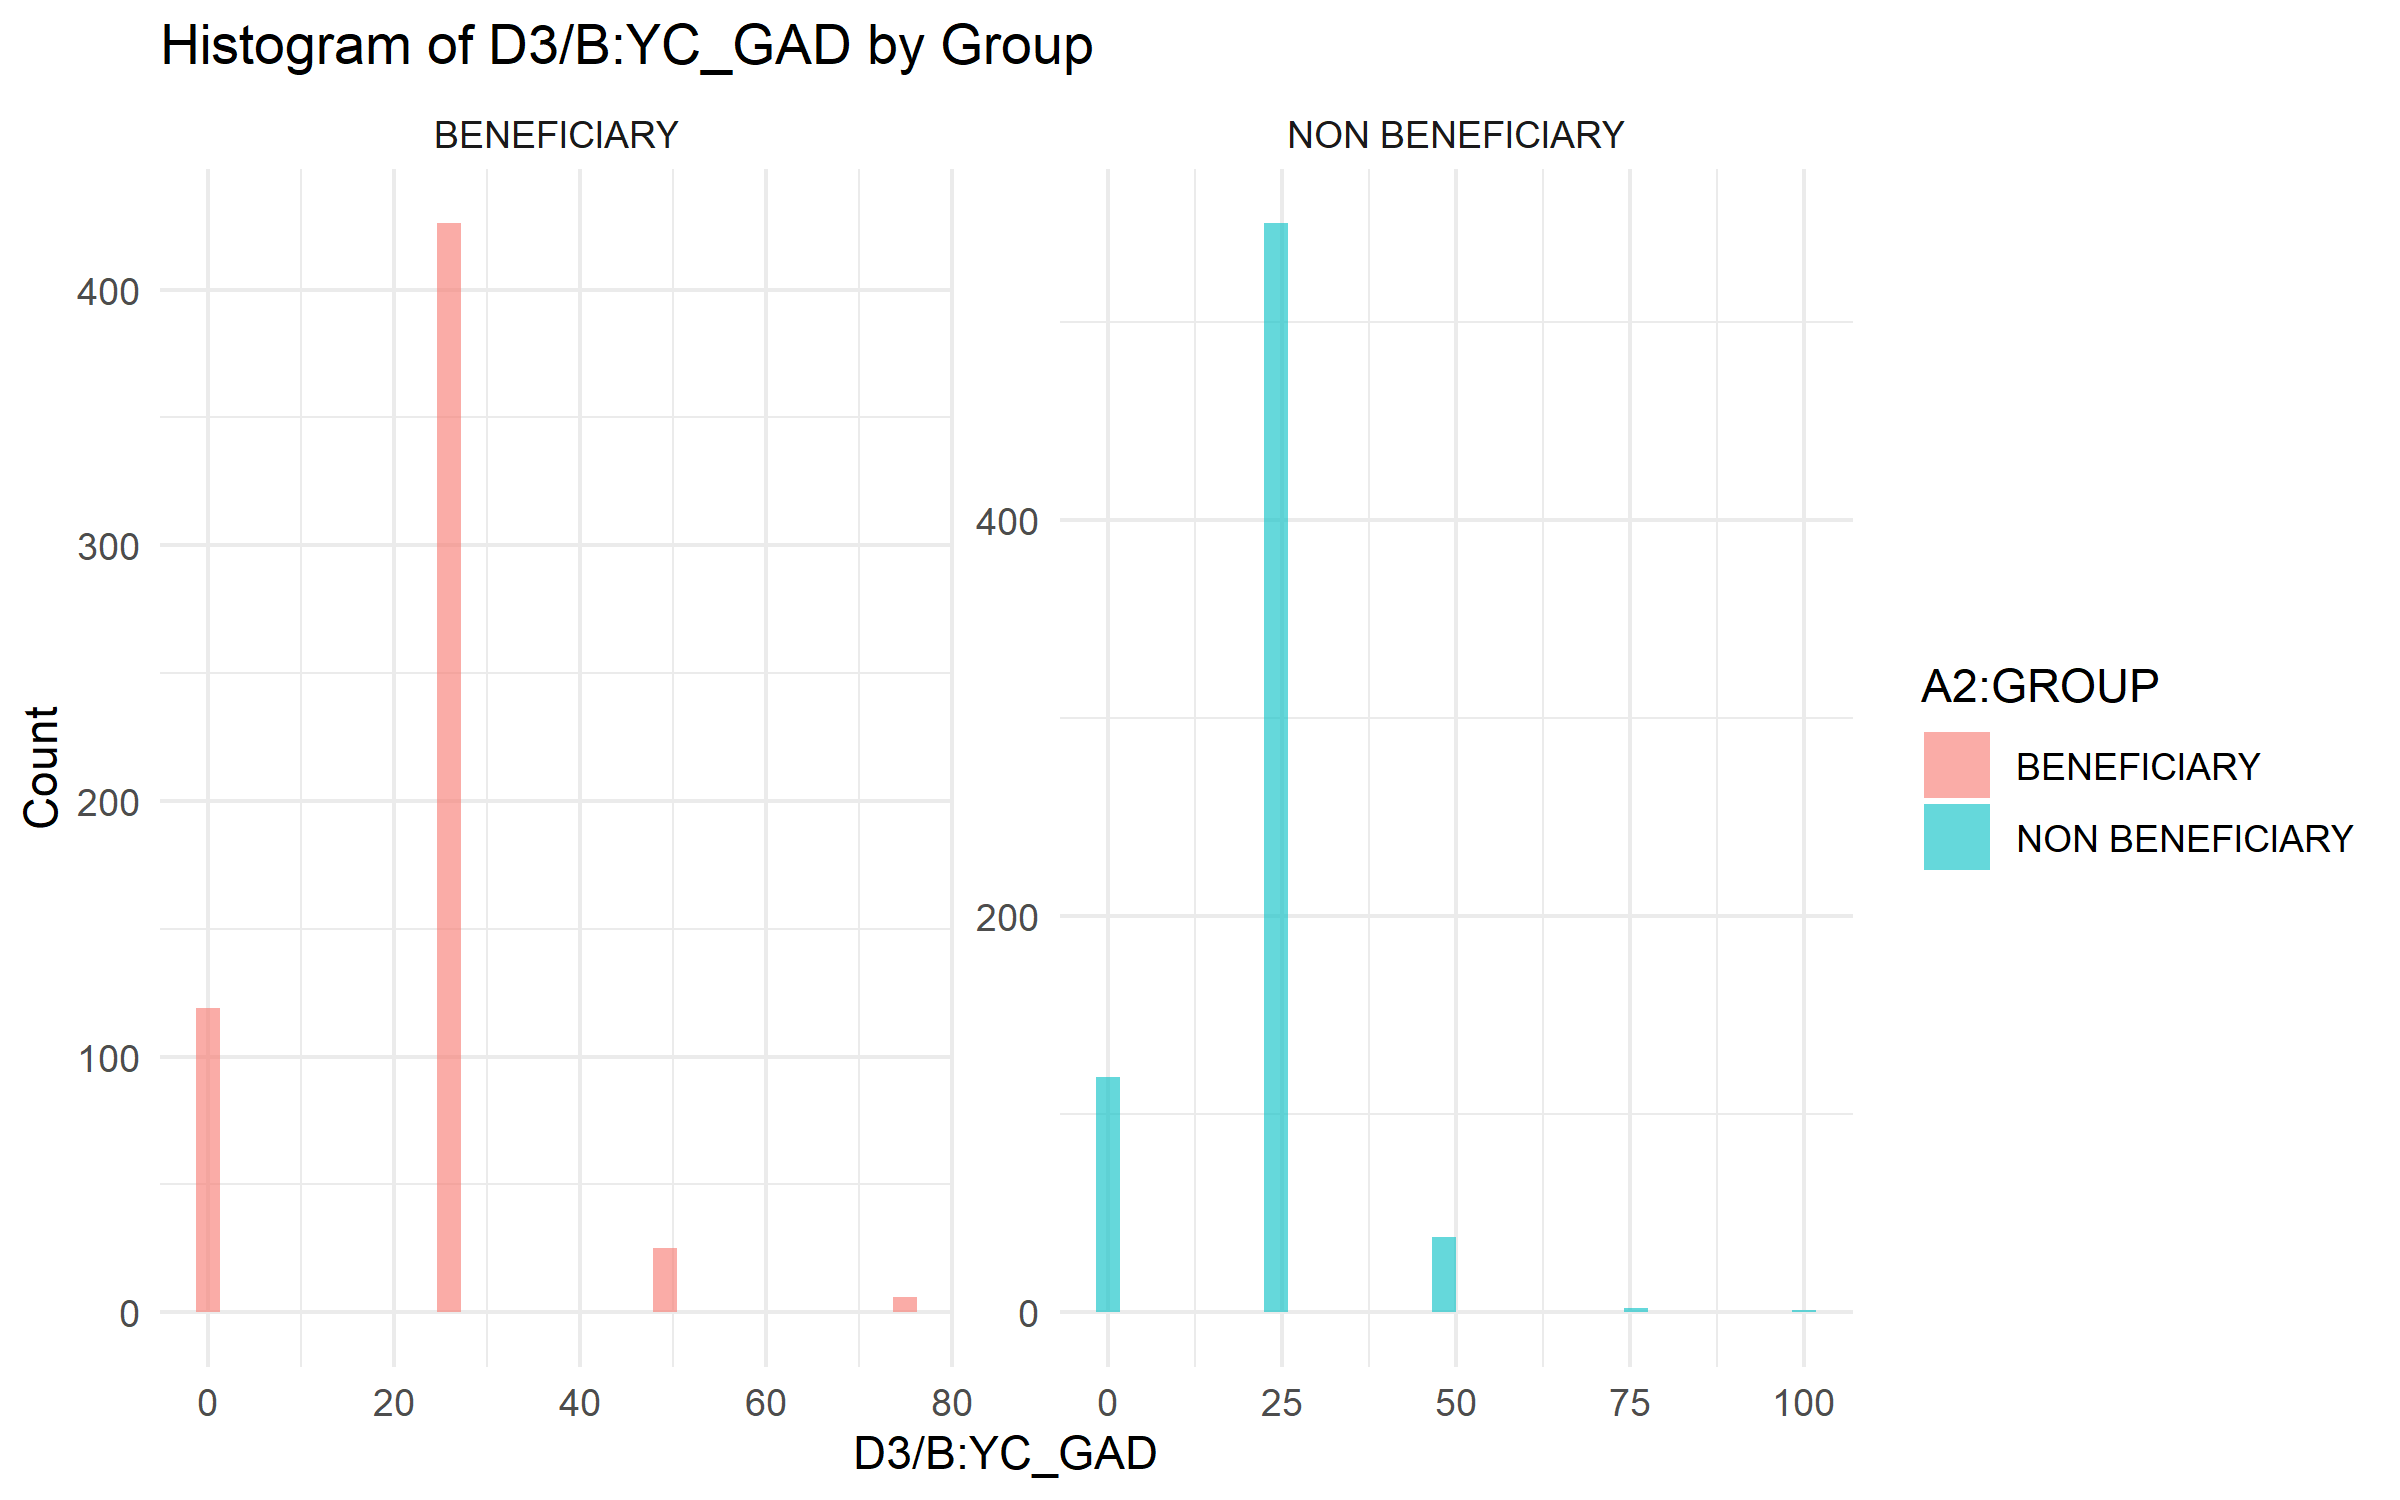 Histogram of D3/B:YC_GAD by Group
BENEFICIARY
NON BENEFICIARY
Count
400
300
200
100
0
400
200
0
0 20 40 60 80
0 25 50 75 100
D3/B:YC_GAD
A2:GROUP
BENEFICIARY
NON BENEFICIARY